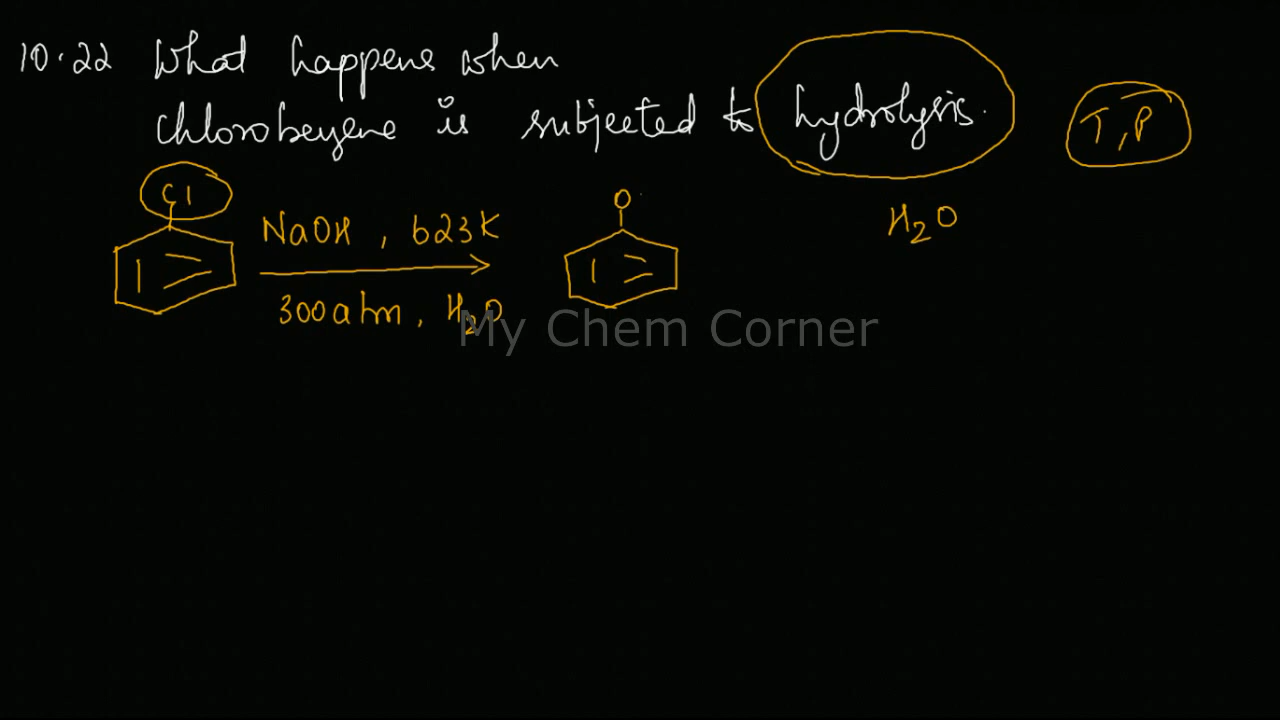 10.22 What happens when
chlorobenzene is subjected to hydrolysis.
T, P
Cl
NaOH , 623K
300atm, H₂O
O
H₂O
My Chem Corner